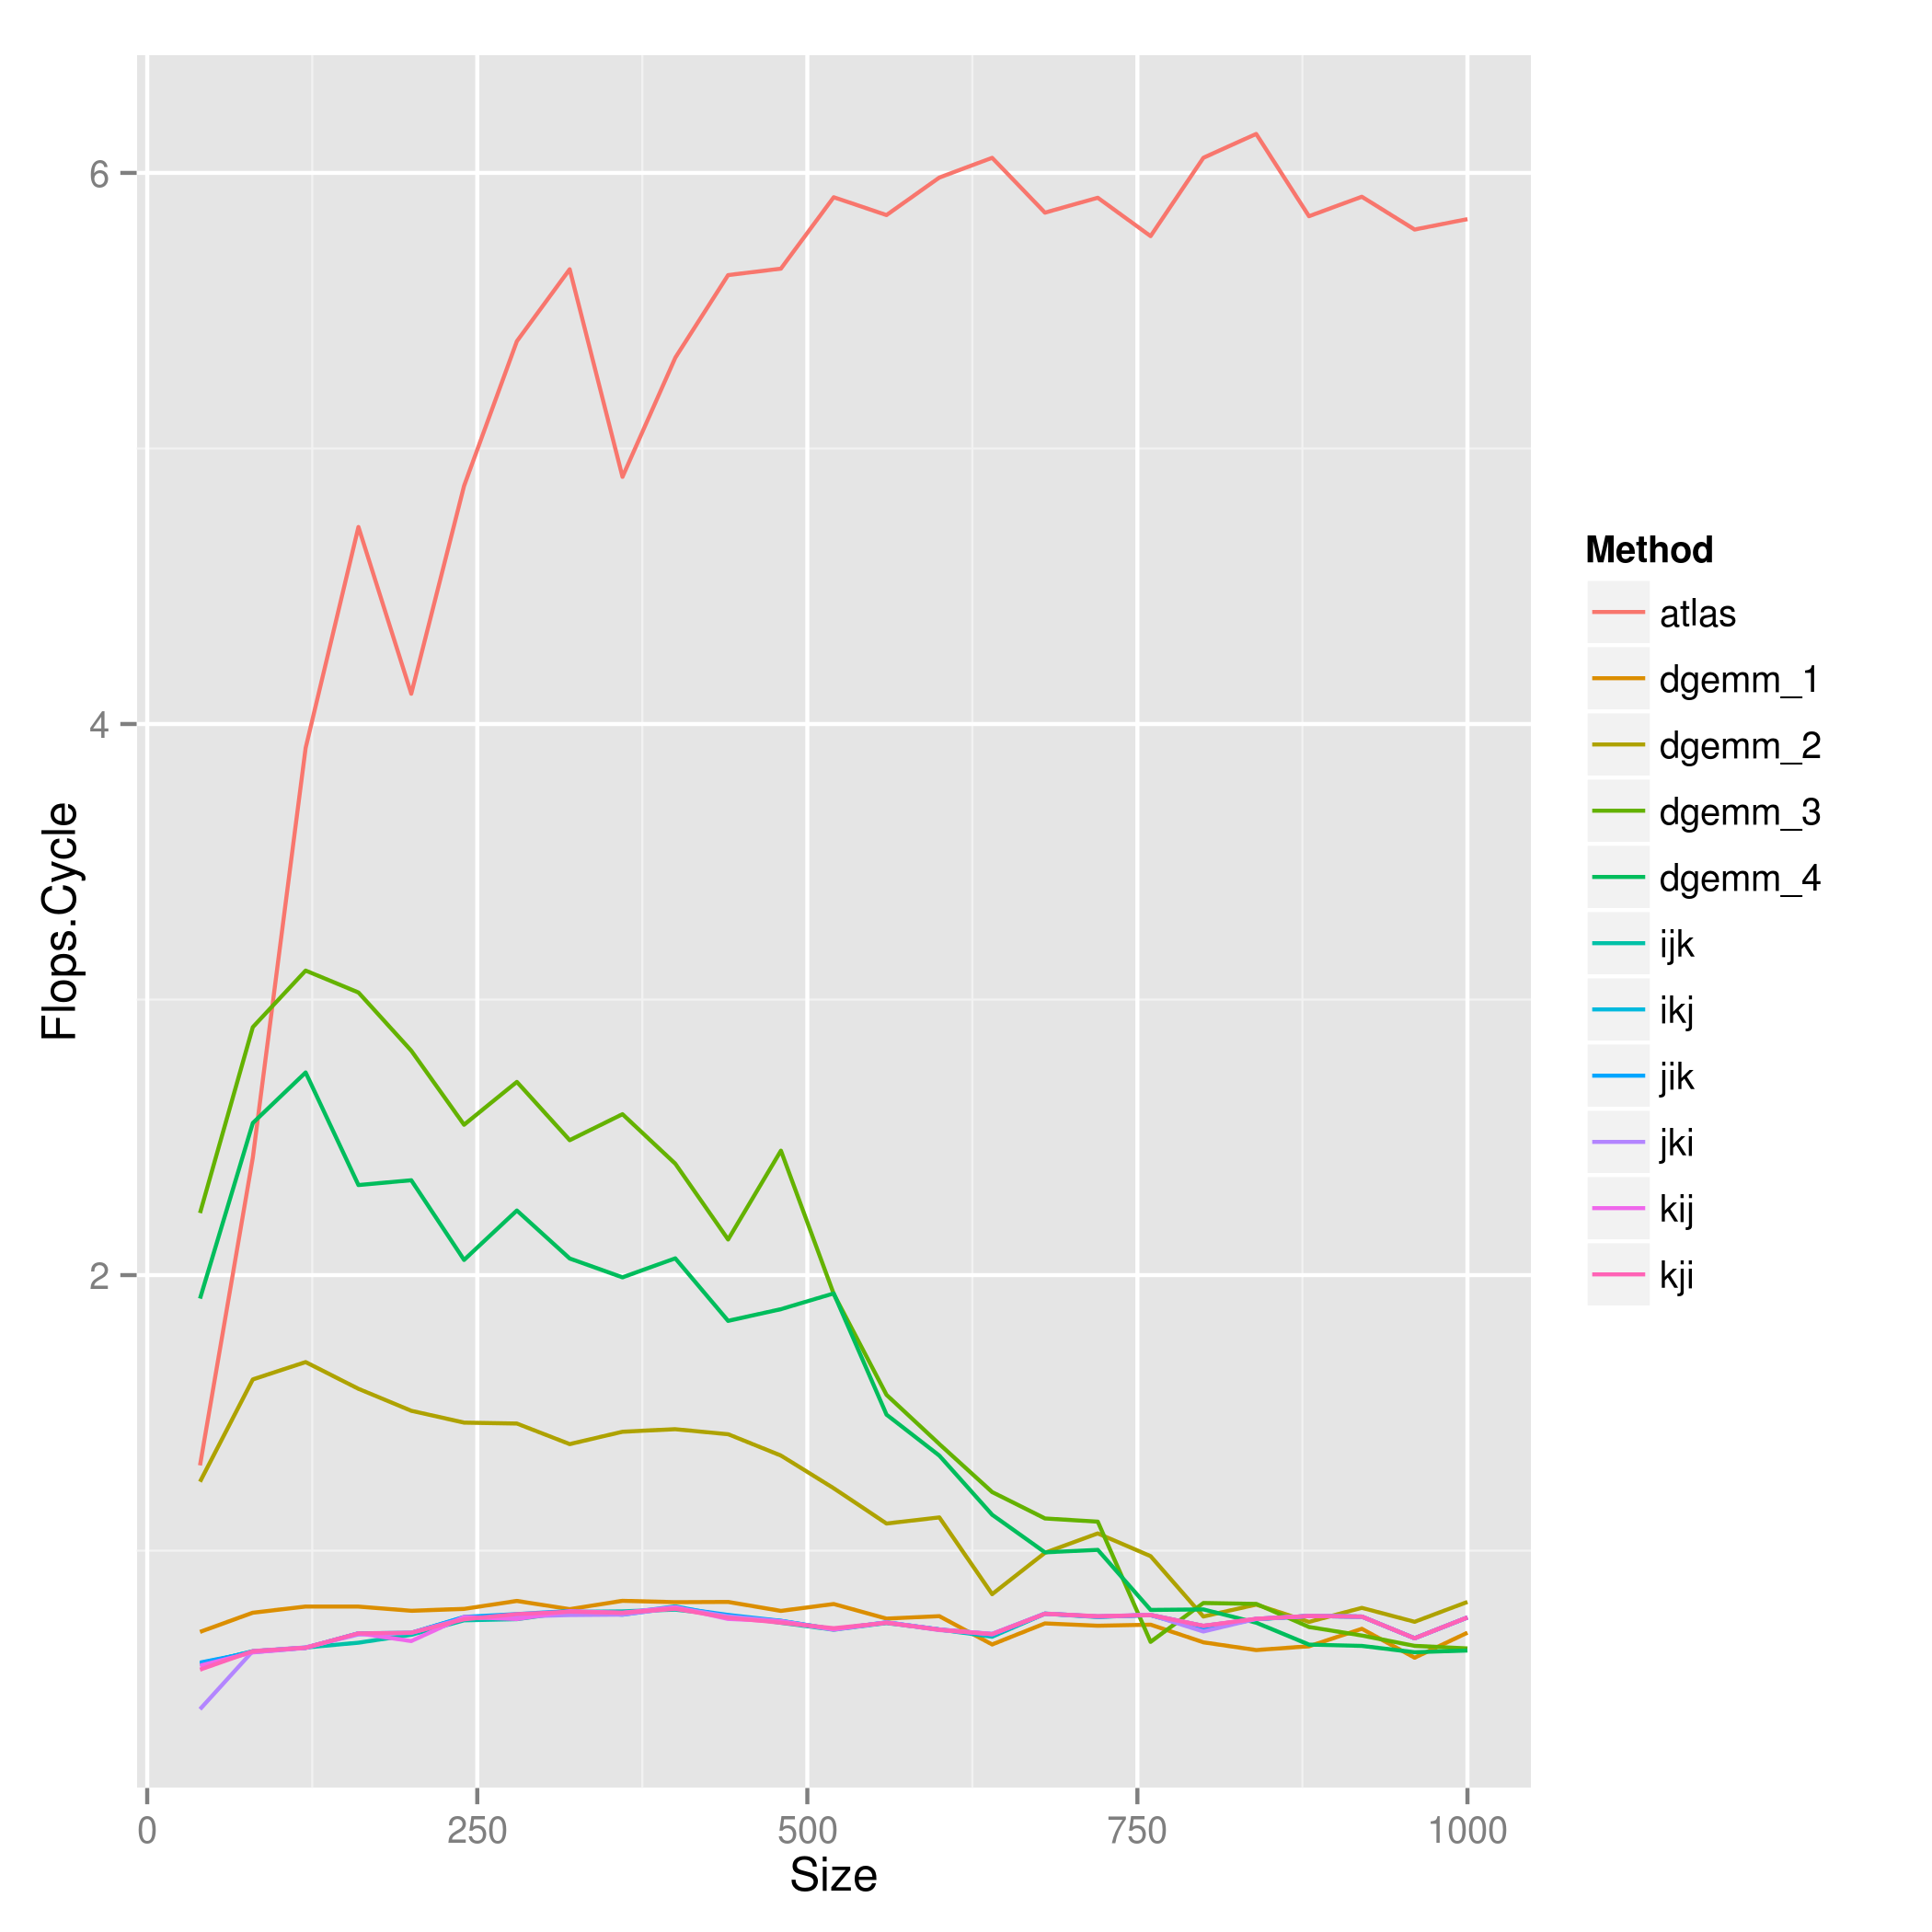 Flops.Cycle
6
4
2
0 250 500 750 1000
Size
Method
atlas
dgemm_1
dgemm_2
dgemm_3
dgemm_4
ijk
ikj
jik
jki
kij
kji